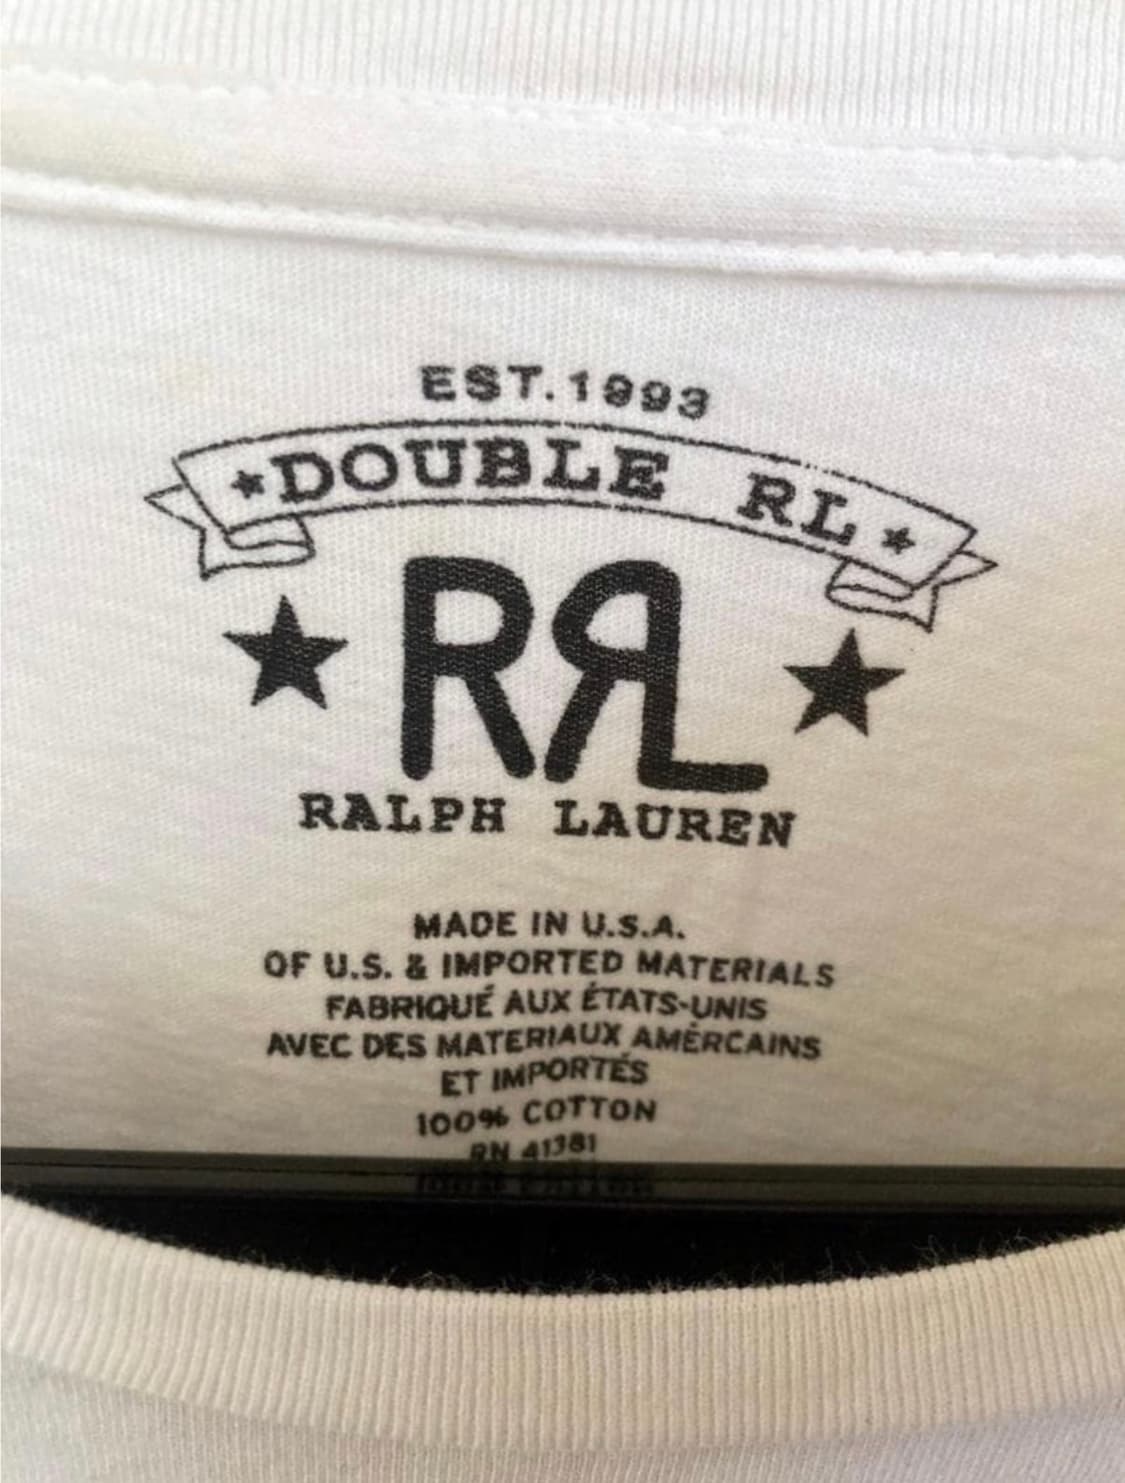 EST. 1993
★DOUBLE RL★
★ RRL ★
RALPH LAUREN
MADE IN U.S.A.
OF U.S. & IMPORTED MATERIALS
FABRIQUÉ AUX ÉTATS-UNIS
AVEC DES MATERIAUX AMÉRCAINS
ET IMPORTÉS
100% COTTON
RN 41381